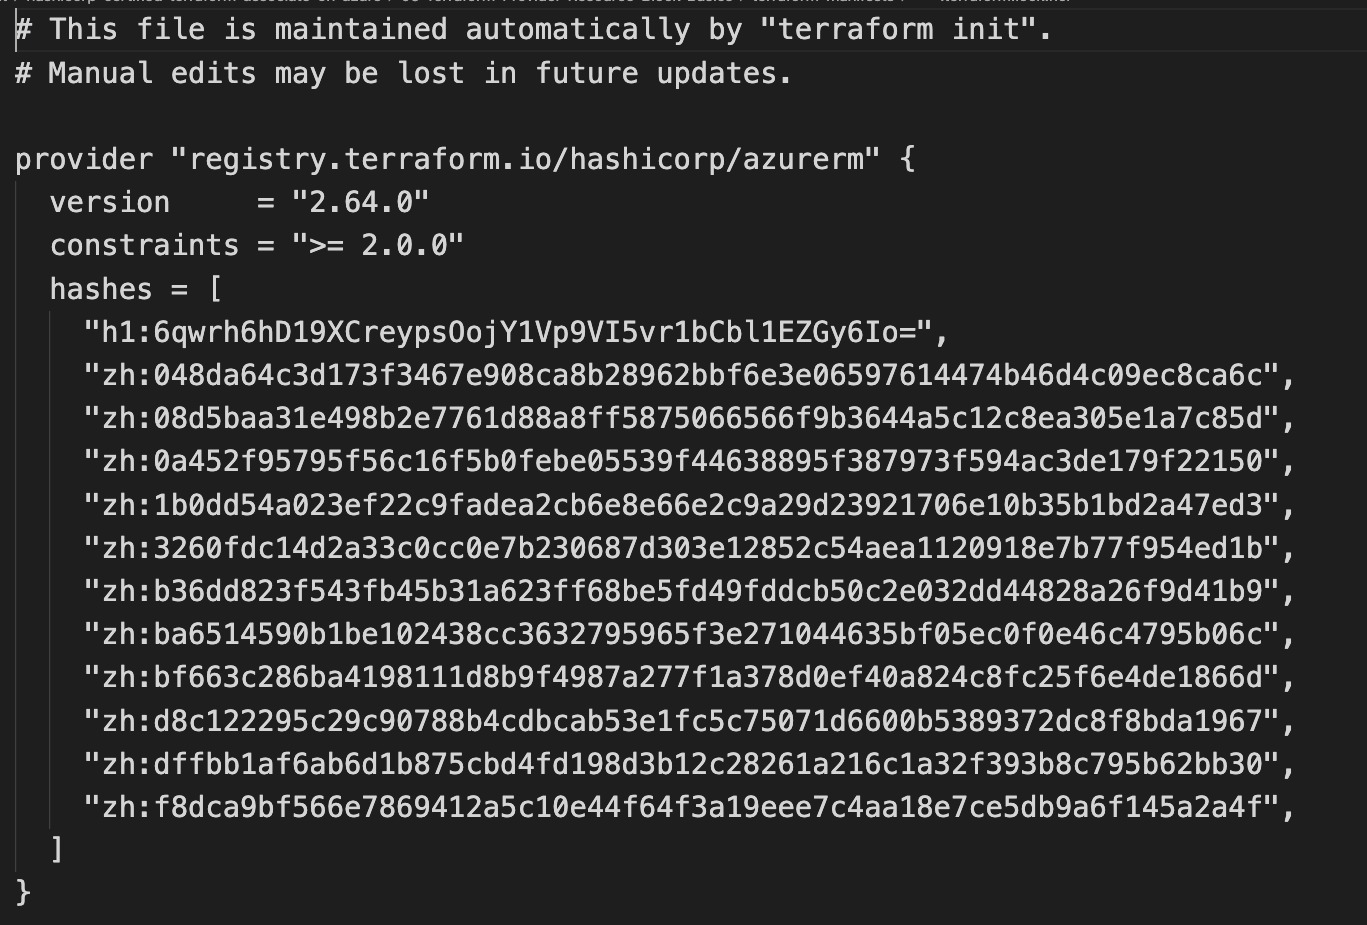 # This file is maintained automatically by "terraform init".
# Manual edits may be lost in future updates.
provider "registry.terraform.io/hashicorp/azurerm" {
version = "2.64.0"
constraints = ">= 2.0.0"
hashes = [
"h1:6qwrh6hD19XCreypsOojY1Vp9VI5vr1bCbl1EZGy6Io=",
"zh:048da64c3d173f3467e908ca8b28962bbf6e3e06597614474b46d4c09ec8ca6c",
"zh:08d5baa31e498b2e7761d88a8ff5875066566f9b3644a5c12c8ea305e1a7c85d",
"zh:0a452f95795f56c16f5b0febe05539f44638895f387973f594ac3de179f22150",
"zh:1b0dd54a023ef22c9fadea2cb6e8e66e2c9a29d23921706e10b35b1bd2a47ed3",
"zh:3260fdc14d2a33c0cc0e7b230687d303e12852c54aea1120918e7b77f954ed1b",
"zh:b36dd823f543fb45b31a623ff68be5fd49fddcb50c2e032dd44828a26f9d41b9",
"zh:ba6514590b1be102438cc3632795965f3e271044635bf05ec0f0e46c4795b06c",
"zh:bf663c286ba4198111d8b9f4987a277f1a378d0ef40a824c8fc25f6e4de1866d",
"zh:d8c122295c29c90788b4cdbcab53e1fc5c75071d6600b5389372dc8f8bda1967",
"zh:dffbb1af6ab6d1b875cbd4fd198d3b12c28261a216c1a32f393b8c795b62bb30",
"zh:f8dca9bf566e7869412a5c10e44f64f3a19eee7c4aa18e7ce5db9a6f145a2a4f",
]
}